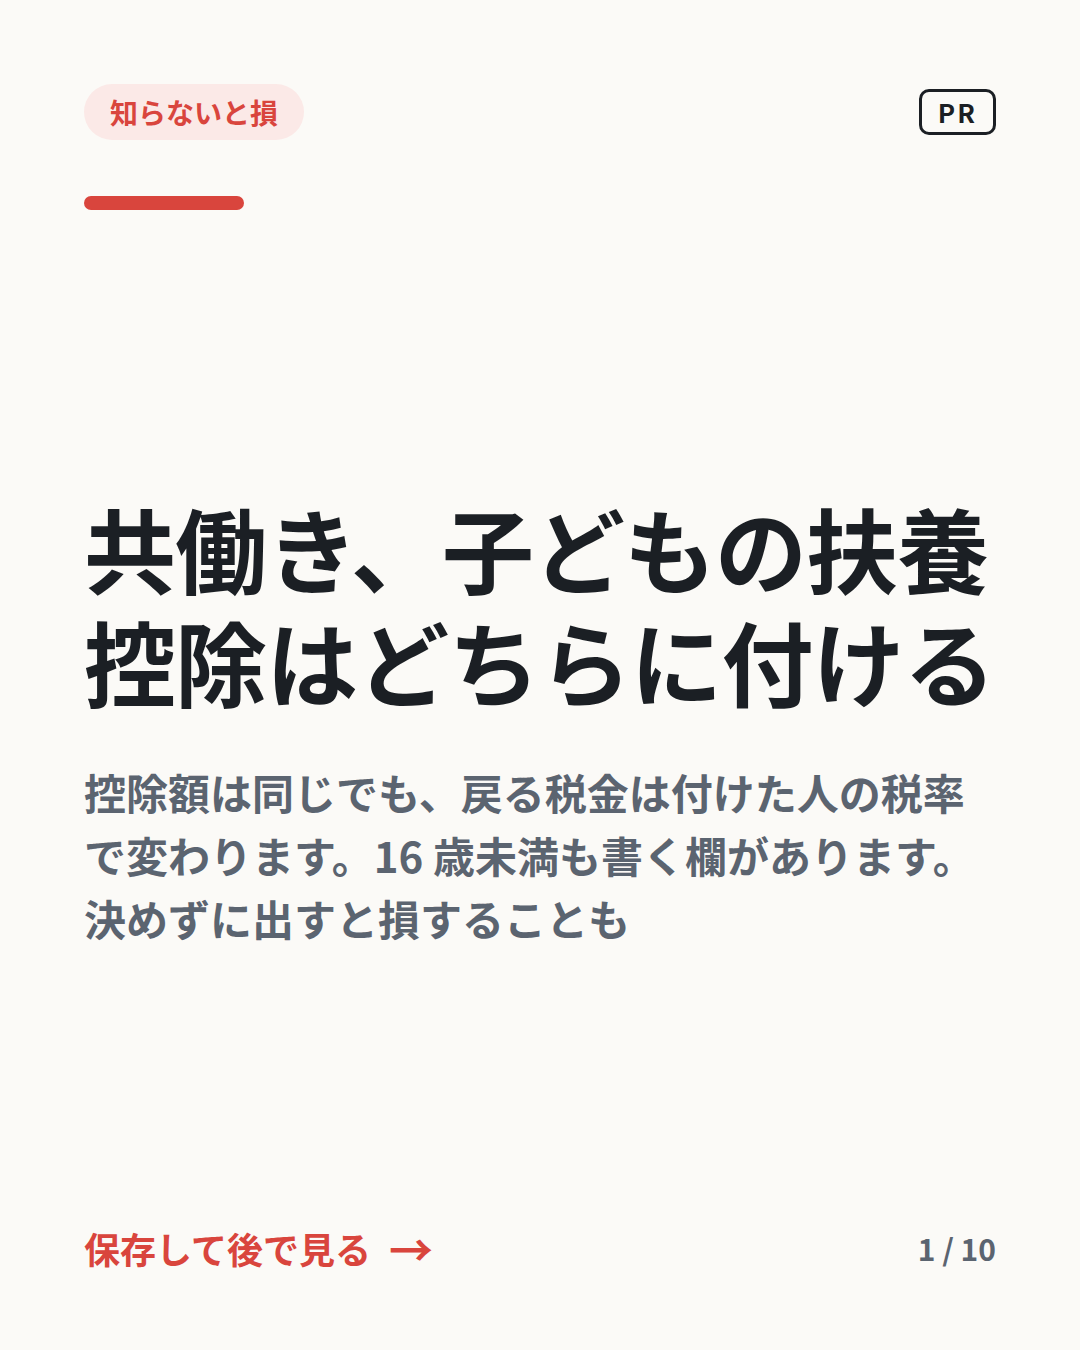 知らないと損
PR
共働き、子どもの扶養
控除はどちらに付ける
控除額は同じでも、戻る税金は付けた人の税率
で変わります。16 歳未満も書く欄があります。
決めずに出すと損することも
保存して後で見る →
1 / 10